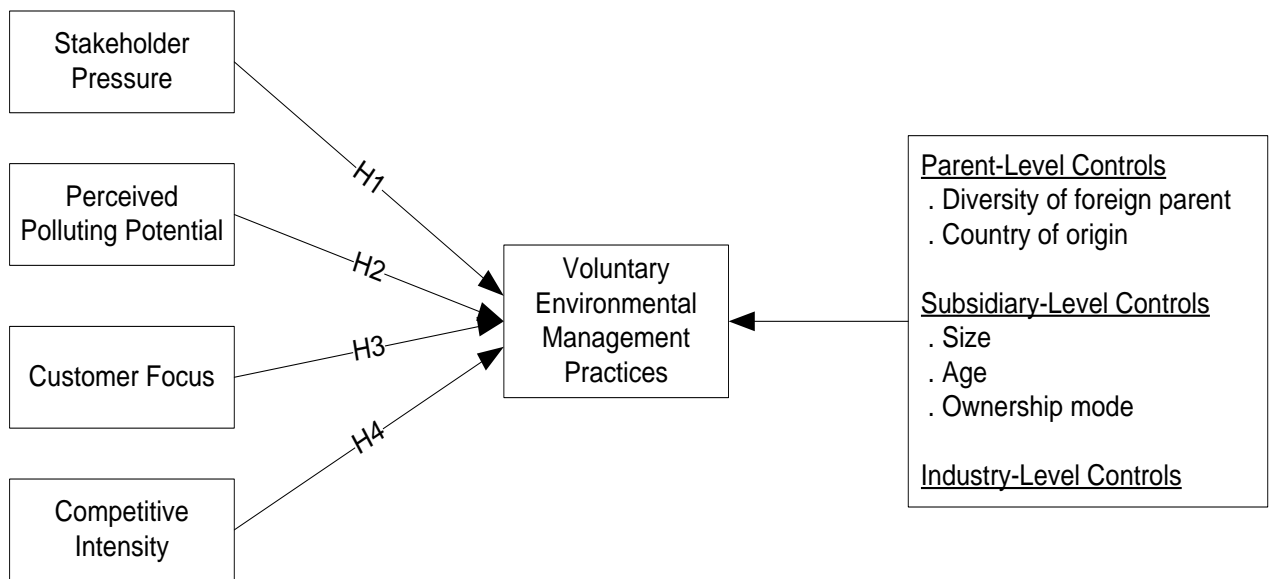 Stakeholder
Pressure
H1
Perceived
Polluting Potential
H2
Customer Focus
H3
Competitive
Intensity
H4
Voluntary
Environmental
Management
Practices
Parent-Level Controls
. Diversity of foreign parent
. Country of origin
Subsidiary-Level Controls
. Size
. Age
. Ownership mode
Industry-Level Controls